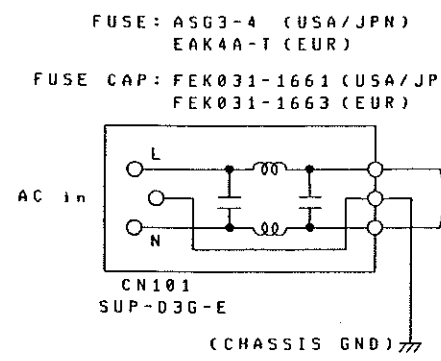 FUSE: ASG3-4 (USA/JPN)
EAK4A-T (EUR)
FUSE CAP: FEK031-1661 (USA/JP
FEK031-1663 (EUR)
L
AC in
N
CN101
SUP-D3G-E
(CHASSIS GND)